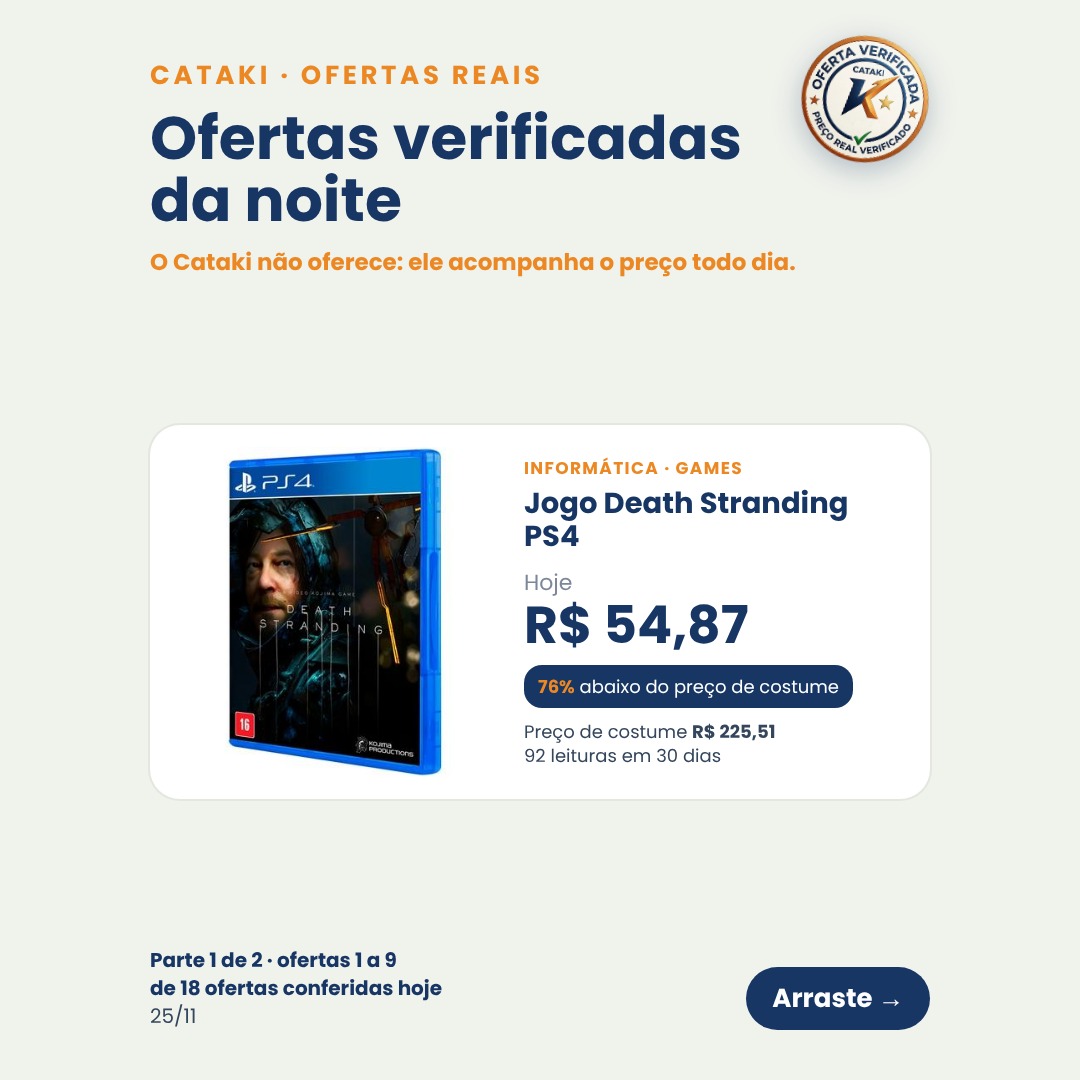 CATAKI · OFERTAS REAIS
Ofertas verificadas
da noite
O Cataki não oferece: ele acompanha o preço todo dia.
OFERTA VERIFICADA
CATAKI
K
PREÇO REAL VERIFICADO
PS4
DEATH
STRANDING
16
KOJIMA
PRODUCTIONS
INFORMÁTICA · GAMES
Jogo Death Stranding
PS4
Hoje
R$ 54,87
76% abaixo do preço de costume
Preço de costume R$ 225,51
92 leituras em 30 dias
Parte 1 de 2 · ofertas 1 a 9
de 18 ofertas conferidas hoje
25/11
Arraste →